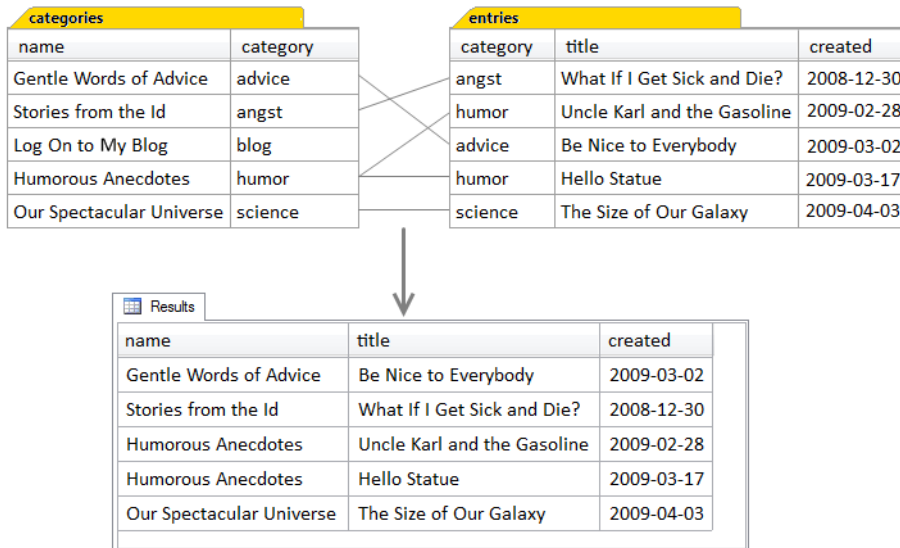 categories
name category
Gentle Words of Advice advice
Stories from the Id angst
Log On to My Blog blog
Humorous Anecdotes humor
Our Spectacular Universe science
entries
category title created
angst What If I Get Sick and Die? 2008-12-30
humor Uncle Karl and the Gasoline 2009-02-28
advice Be Nice to Everybody 2009-03-02
humor Hello Statue 2009-03-17
science The Size of Our Galaxy 2009-04-03
Results
name title created
Gentle Words of Advice Be Nice to Everybody 2009-03-02
Stories from the Id What If I Get Sick and Die? 2008-12-30
Humorous Anecdotes Uncle Karl and the Gasoline 2009-02-28
Humorous Anecdotes Hello Statue 2009-03-17
Our Spectacular Universe The Size of Our Galaxy 2009-04-03